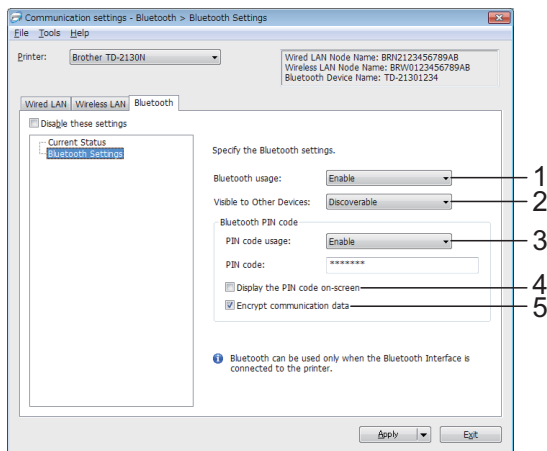 Communication settings - Bluetooth > Bluetooth Settings
File Tools Help
Printer: Brother TD-2130N
Wired LAN Node Name: BRN2123456789AB
Wireless LAN Node Name: BRW0123456789AB
Bluetooth Device Name: TD-21301234
Wired LAN Wireless LAN Bluetooth
Disable these settings
Current Status
Bluetooth Settings
Specify the Bluetooth settings.
Bluetooth usage: Enable 1
Visible to Other Devices: Discoverable 2
Bluetooth PIN code
PIN code usage: Enable 3
PIN code: *******
Display the PIN code on-screen 4
Encrypt communication data 5
Bluetooth can be used only when the Bluetooth Interface is
connected to the printer.
Apply Exit